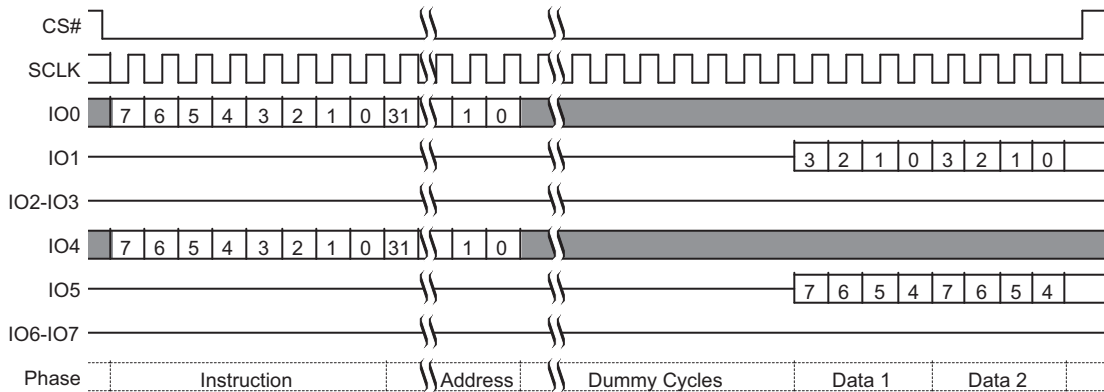 CS#
SCLK
IO0 7 6 5 4 3 2 1 0 31 1 0
IO1 3 2 1 0 3 2 1 0
IO2-IO3
IO4 7 6 5 4 3 2 1 0 31 1 0
IO5 7 6 5 4 7 6 5 4
IO6-IO7
Phase Instruction Address Dummy Cycles Data 1 Data 2